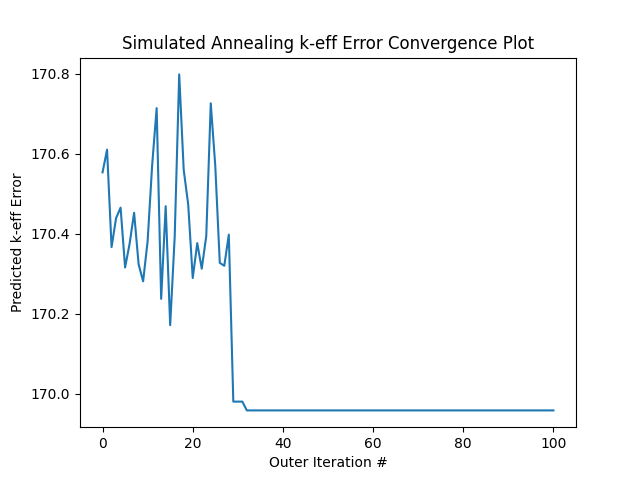 Simulated Annealing k-eff Error Convergence Plot
170.8
170.6
170.4
170.2
170.0
Predicted k-eff Error
0 20 40 60 80 100
Outer Iteration #